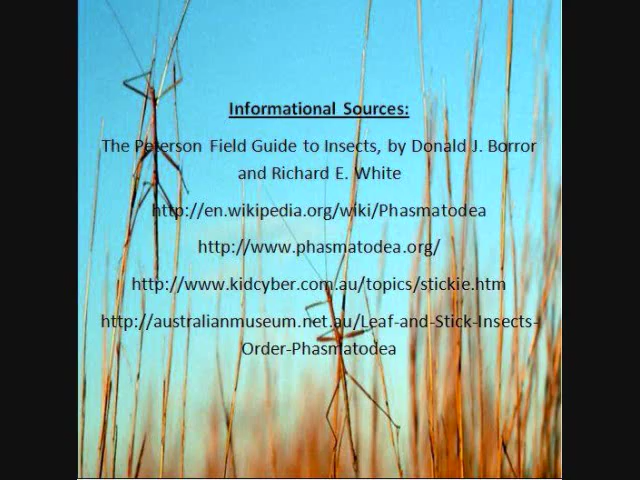 Informational Sources:
The Peterson Field Guide to Insects, by Donald J. Borror
and Richard E. White
http://en.wikipedia.org/wiki/Phasmatodea
http://www.phasmatodea.org/
http://www.kidcyber.com.au/topics/stickie.htm
http://australianmuseum.net.au/Leaf-and-Stick-Insects-
Order-Phasmatodea